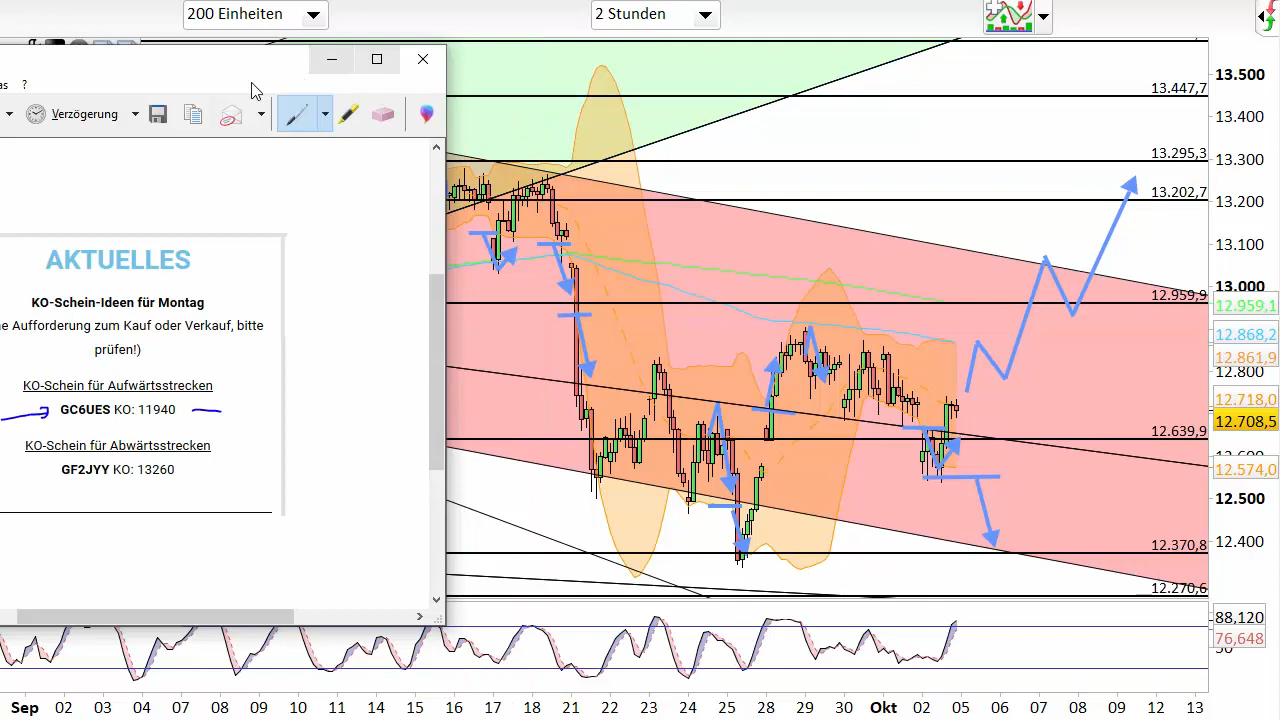 200 Einheiten
2 Stunden
as ?
Verzögerung
AKTUELLES
KO-Schein-Ideen für Montag
e Aufforderung zum Kauf oder Verkauf, bitte
prüfen!)
KO-Schein für Aufwärtsstrecken
GC6UES KO: 11940
KO-Schein für Abwärtsstrecken
GF2JYY KO: 13260
13.447,7
13.295,3
13.202,7
12.959,9
12.639,9
12.370,8
12.270,6
13.500
13.400
13.300
13.200
13.100
13.000
12.959,1
12.868,2
12.861,9
12.800
12.718,0
12.708,5
12.600
12.574,0
12.500
12.400
88,120
76,648
50
Sep 02 03 04 07 08 09 10 11 14 15 16 17 18 21 22 23 24 25 28 29 30 Okt 02 05 06 07 08 09 12 13